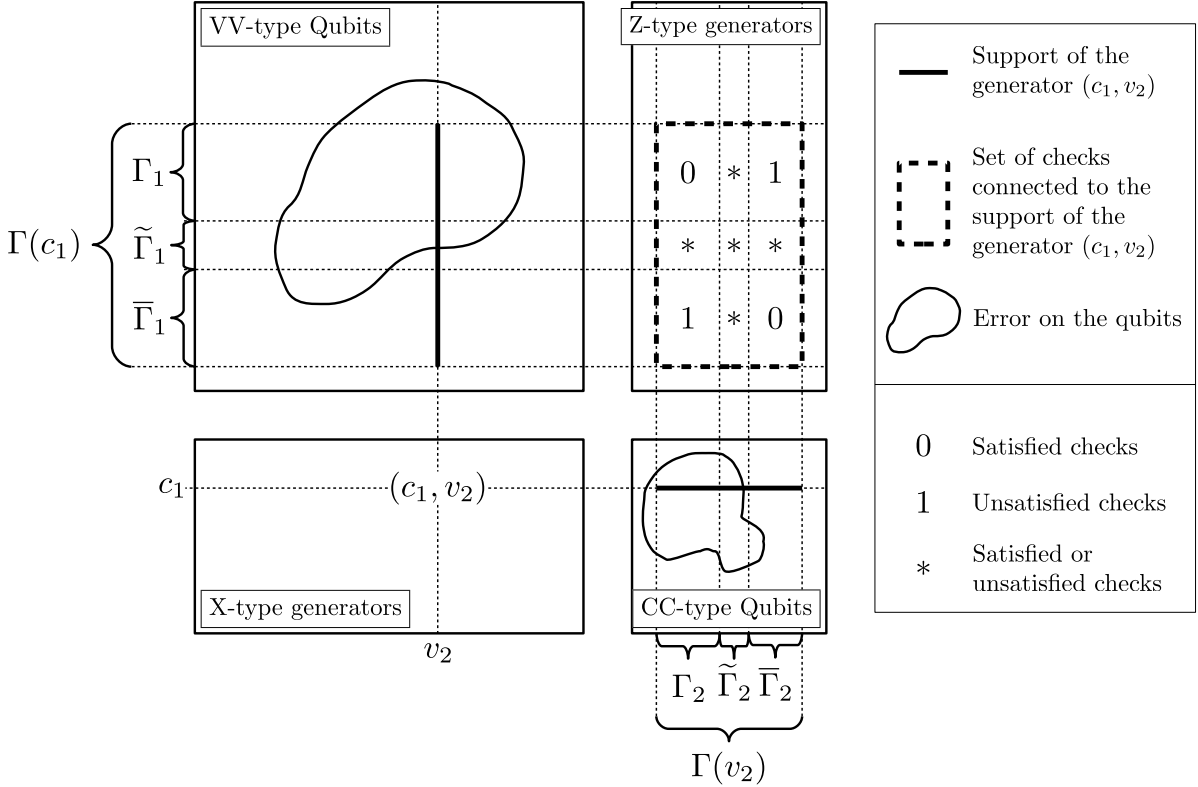 VV-type Qubits
Z-type generators
Support of the
generator (c₁, v₂)
Γ(c₁)
Γ₁
Γ̃₁
Γ̅₁
0 * 1
* * *
1 * 0
Set of checks
connected to the
support of the
generator (c₁, v₂)
Error on the qubits
c₁
(c₁, v₂)
X-type generators
CC-type Qubits
v₂
0 Satisfied checks
1 Unsatisfied checks
* Satisfied or
unsatisfied checks
Γ₂ Γ̃₂ Γ̅₂
Γ(v₂)